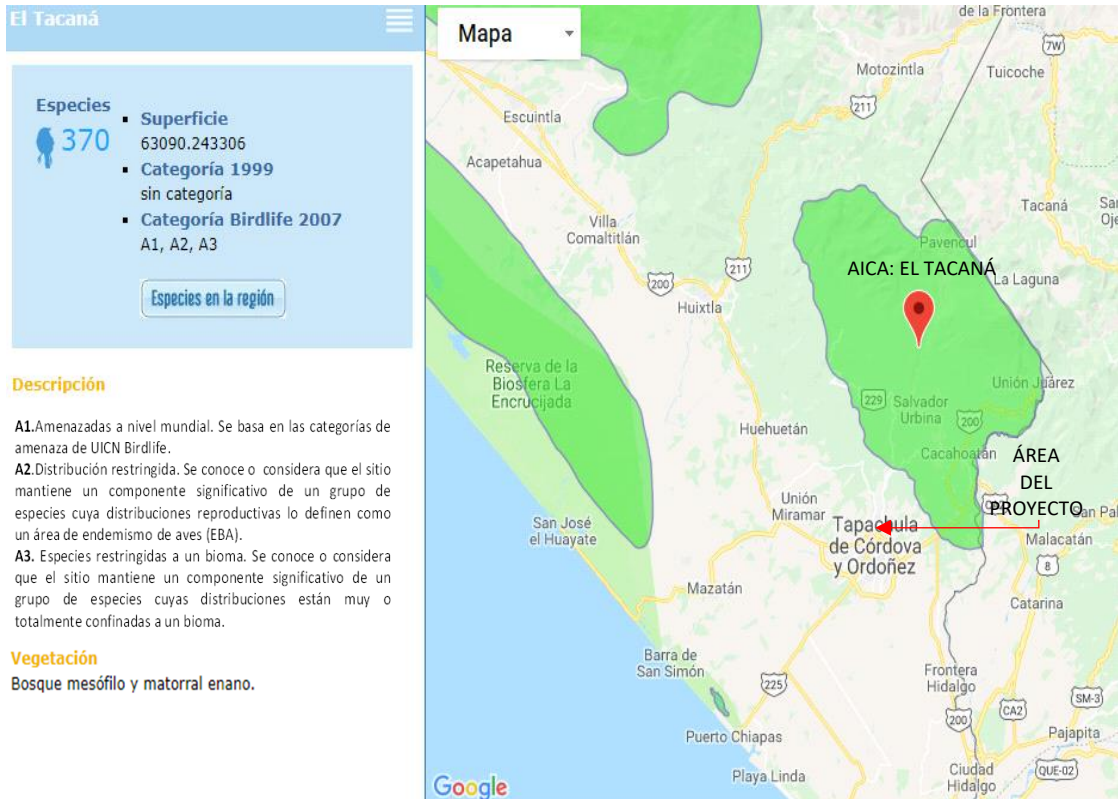 El Tacaná
Especies
370
Superficie
63090.243306
Categoría 1999
sin categoría
Categoría Birdlife 2007
A1, A2, A3
Especies en la región
Descripción
A1.Amenazadas a nivel mundial. Se basa en las categorías de
amenaza de UICN Birdlife.
A2.Distribución restringida. Se conoce o considera que el sitio
mantiene un componente significativo de un grupo de
especies cuya distribuciones reproductivas lo definen como
un área de endemismo de aves (EBA).
A3. Especies restringidas a un bioma. Se conoce o considera
que el sitio mantiene un componente significativo de un
grupo de especies cuyas distribuciones están muy o
totalmente confinadas a un bioma.
Vegetación
Bosque mesófilo y matorral enano.
Mapa
de la Frontera
7W
Motozintla
Tuicoche
211
Escuintla
Acapetahua
Tacaná
Villa
Comaltitlán
Pavencul
211
AICA: EL TACANÁ
La Laguna
200
Huixtla
Reserva de la
Biosfera La
Encrucijada
Unión Juárez
229
Salvador
Urbina
200
Huehuetán
Cacahoatán
ÁREA
DEL
PROYECTO
San José
el Huayate
Unión
Miramar
Tapachula
de Córdova
y Ordoñez
Malacatán
8
Mazatán
Catarina
Barra de
San Simón
225
Frontera
Hidalgo
SM-3
CA2
200
Puerto Chiapas
Pajapita
Playa Linda
Ciudad
Hidalgo
QUE-02
Google